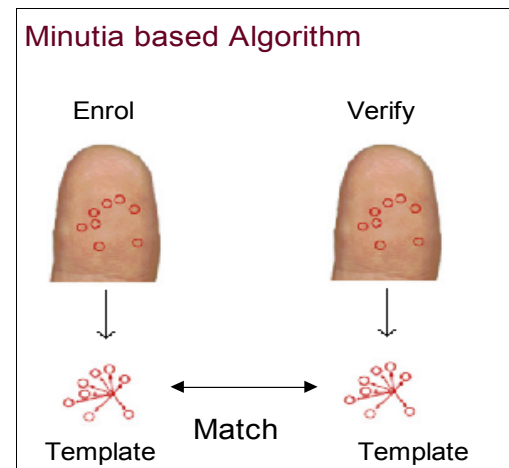 Minutia based Algorithm
Enrol Verify
Match
Template Template